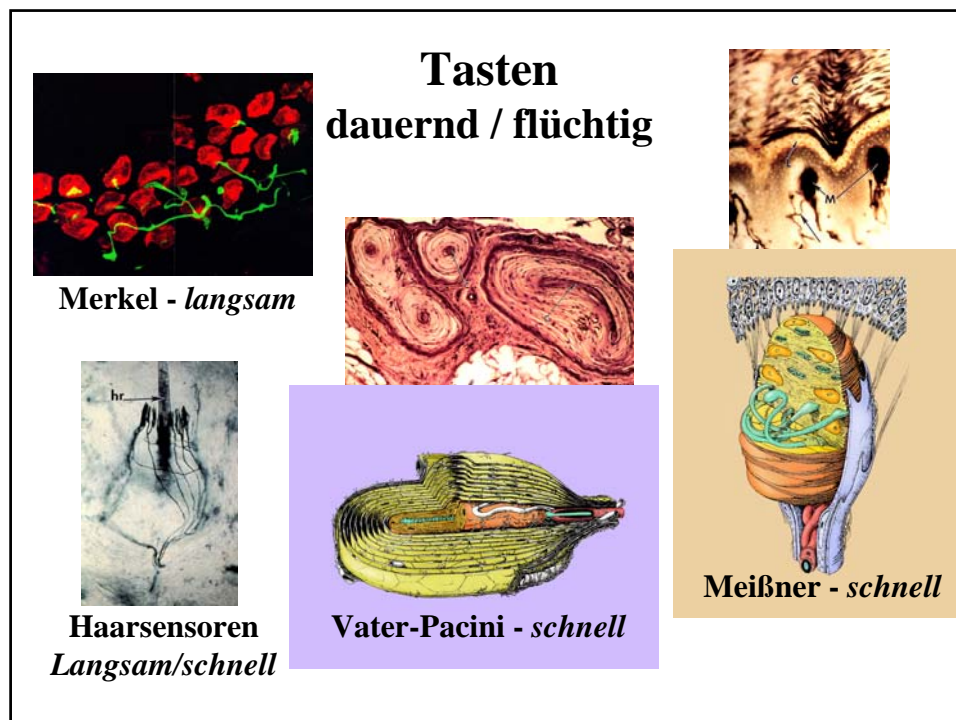 Tasten
dauernd / flüchtig
Merkel - langsam
hr
Haarsensoren
Langsam/schnell
Vater-Pacini - schnell
C
M
Meißner - schnell